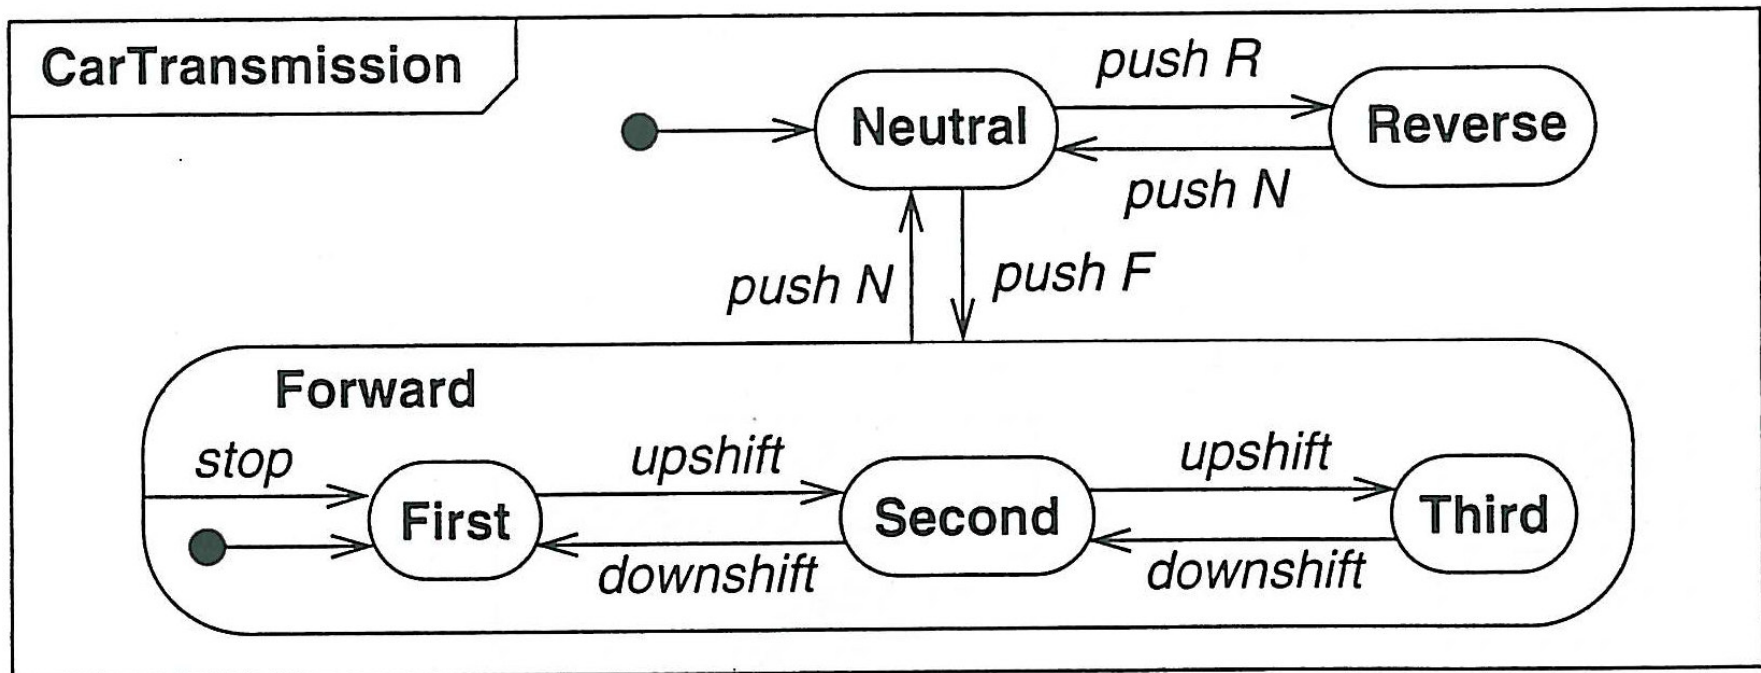 CarTransmission
push R
Neutral
Reverse
push N
push N
push F
Forward
stop
upshift
upshift
First
Second
Third
downshift
downshift